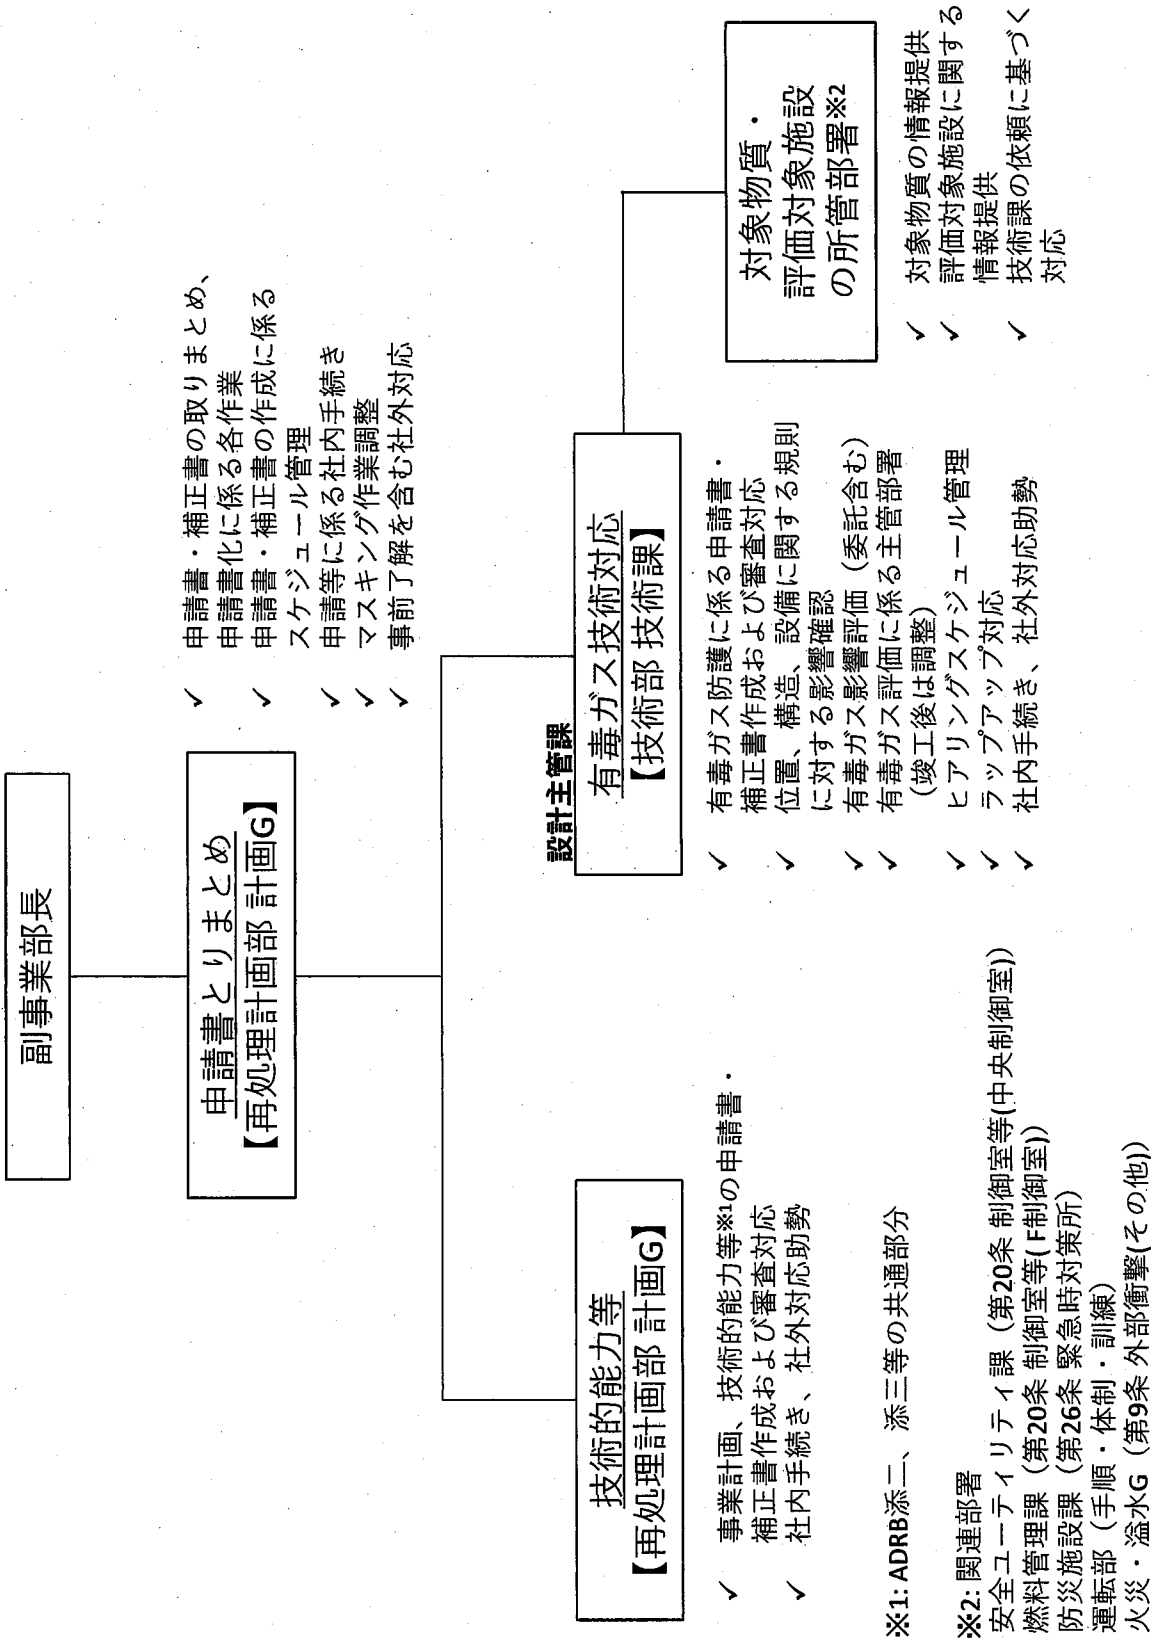 副事業部長
申請書とりまとめ
【再処理計画部 計画G】
✓ 申請書・補正書の取りまとめ、
申請書化に係る各作業
✓ 申請書・補正書の作成に係る
スケジュール管理
✓ 申請等に係る社内手続き
✓ マスキング作業調整
✓ 事前了解を含む社外対応
技術的能力等
【再処理計画部 計画G】
✓ 事業計画、技術的能力等※1の申請書・
補正書作成および審査対応
✓ 社内手続き、社外対応助勢
設計主管課
有毒ガス技術対応
【技術部 技術課】
✓ 有毒ガス防護に係る申請書・
補正書作成および審査対応
✓ 位置、構造、設備に関する規則
に対する影響確認
✓ 有毒ガス影響評価（委託含む）
✓ 有毒ガス評価に係る主管部署
（竣工後は調整）
✓ ヒアリングスケジュール管理
✓ ラップアップ対応
✓ 社内手続き、社外対応助勢
対象物質・
評価対象施設
の所管部署※2
✓ 対象物質の情報提供
✓ 評価対象施設に関する
情報提供
✓ 技術課の依頼に基づく
対応
※1: ADRB添二、添三等の共通部分
※2: 関連部署
安全ユーティリティ課（第20条 制御室等(中央制御室)）
燃料管理課（第20条 制御室等( F制御室)）
防災施設課（第26条 緊急時対策所）
運転部（手順・体制・訓練）
火災・溢水G（第9条 外部衝撃(その他)）